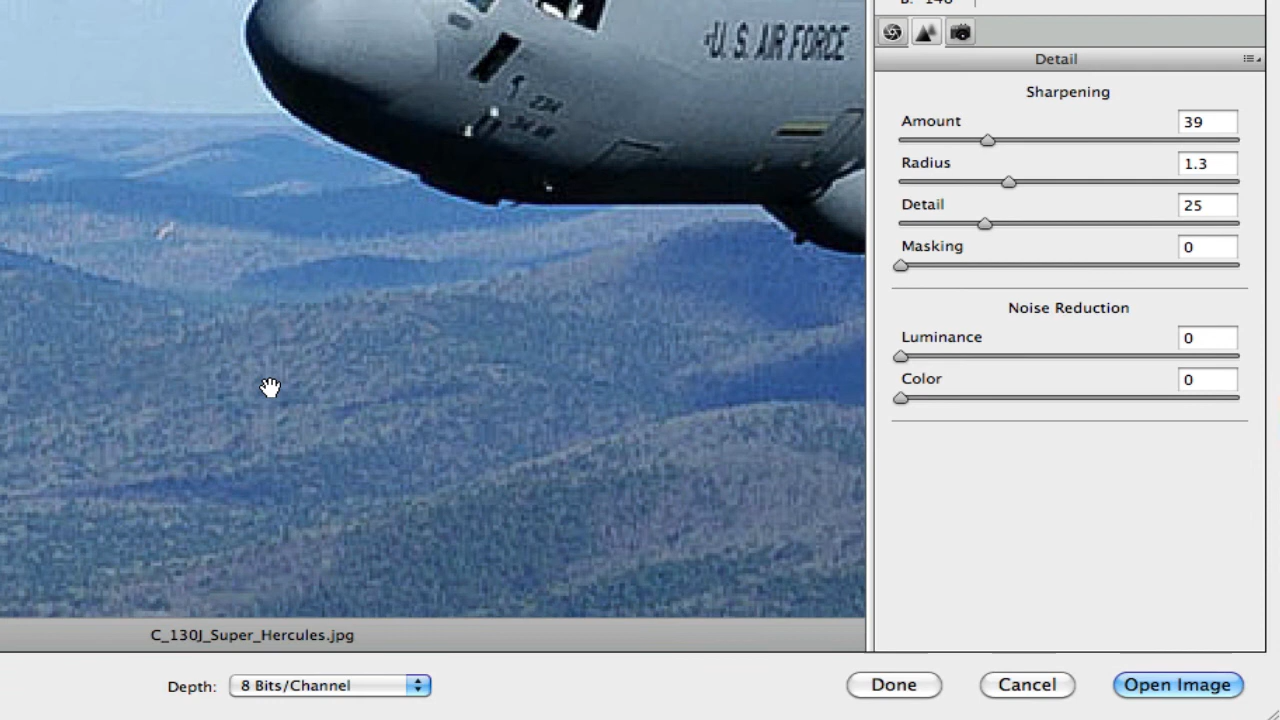 U. S. AIR FORCE
Detail
Sharpening
Amount 39
Radius 1.3
Detail 25
Masking 0
Noise Reduction
Luminance 0
Color 0
C_130J_Super_Hercules.jpg
Depth: 8 Bits/Channel
Done Cancel Open Image